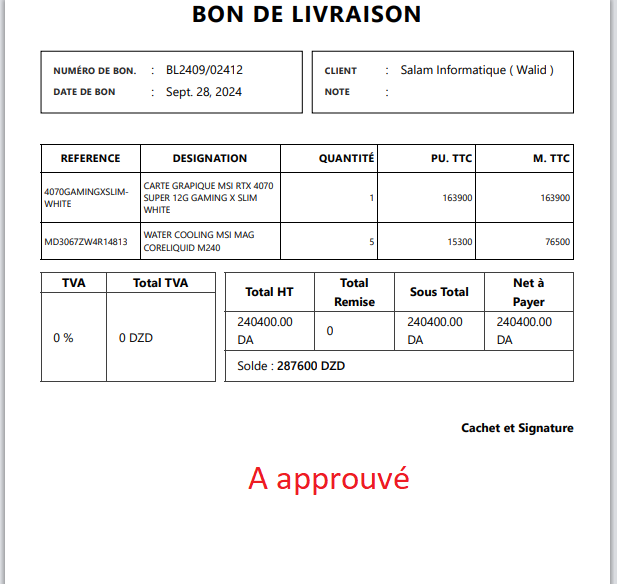 BON DE LIVRAISON
NUMÉRO DE BON. : BL2409/02412
DATE DE BON : Sept. 28, 2024
CLIENT : Salam Informatique ( Walid )
NOTE :
REFERENCE DESIGNATION QUANTITÉ PU. TTC M. TTC
4070GAMINGXSLIM-
WHITE
CARTE GRAPIQUE MSI RTX 4070
SUPER 12G GAMING X SLIM
WHITE
1 163900 163900
MD3067ZW4R14813
WATER COOLING MSI MAG
CORELIQUID M240
5 15300 76500
TVA Total TVA
0 % 0 DZD
Total HT
Total
Remise
Sous Total
Net à
Payer
240400.00
DA
0
240400.00
DA
240400.00
DA
Solde : 287600 DZD
Cachet et Signature
A approuvé